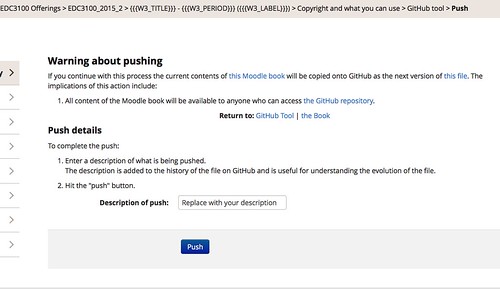 EDC3100 Offerings > EDC3100_2015_2 > {{{W3_TITLE}}} - {{{W3_PERIOD}}} ({{{W3_LABEL}}}) > Copyright and what you can use > GitHub tool > Push
Warning about pushing
If you continue with this process the current contents of this Moodle book will be copied onto GitHub as the next version of this file. The
implications of this action include:
1. All content of the Moodle book will be available to anyone who can access the GitHub repository.
Return to: GitHub Tool | the Book
Push details
To complete the push:
1. Enter a description of what is being pushed.
The description is added to the history of the file on GitHub and is useful for understanding the evolution of the file.
2. Hit the "push" button.
Description of push: Replace with your description
Push